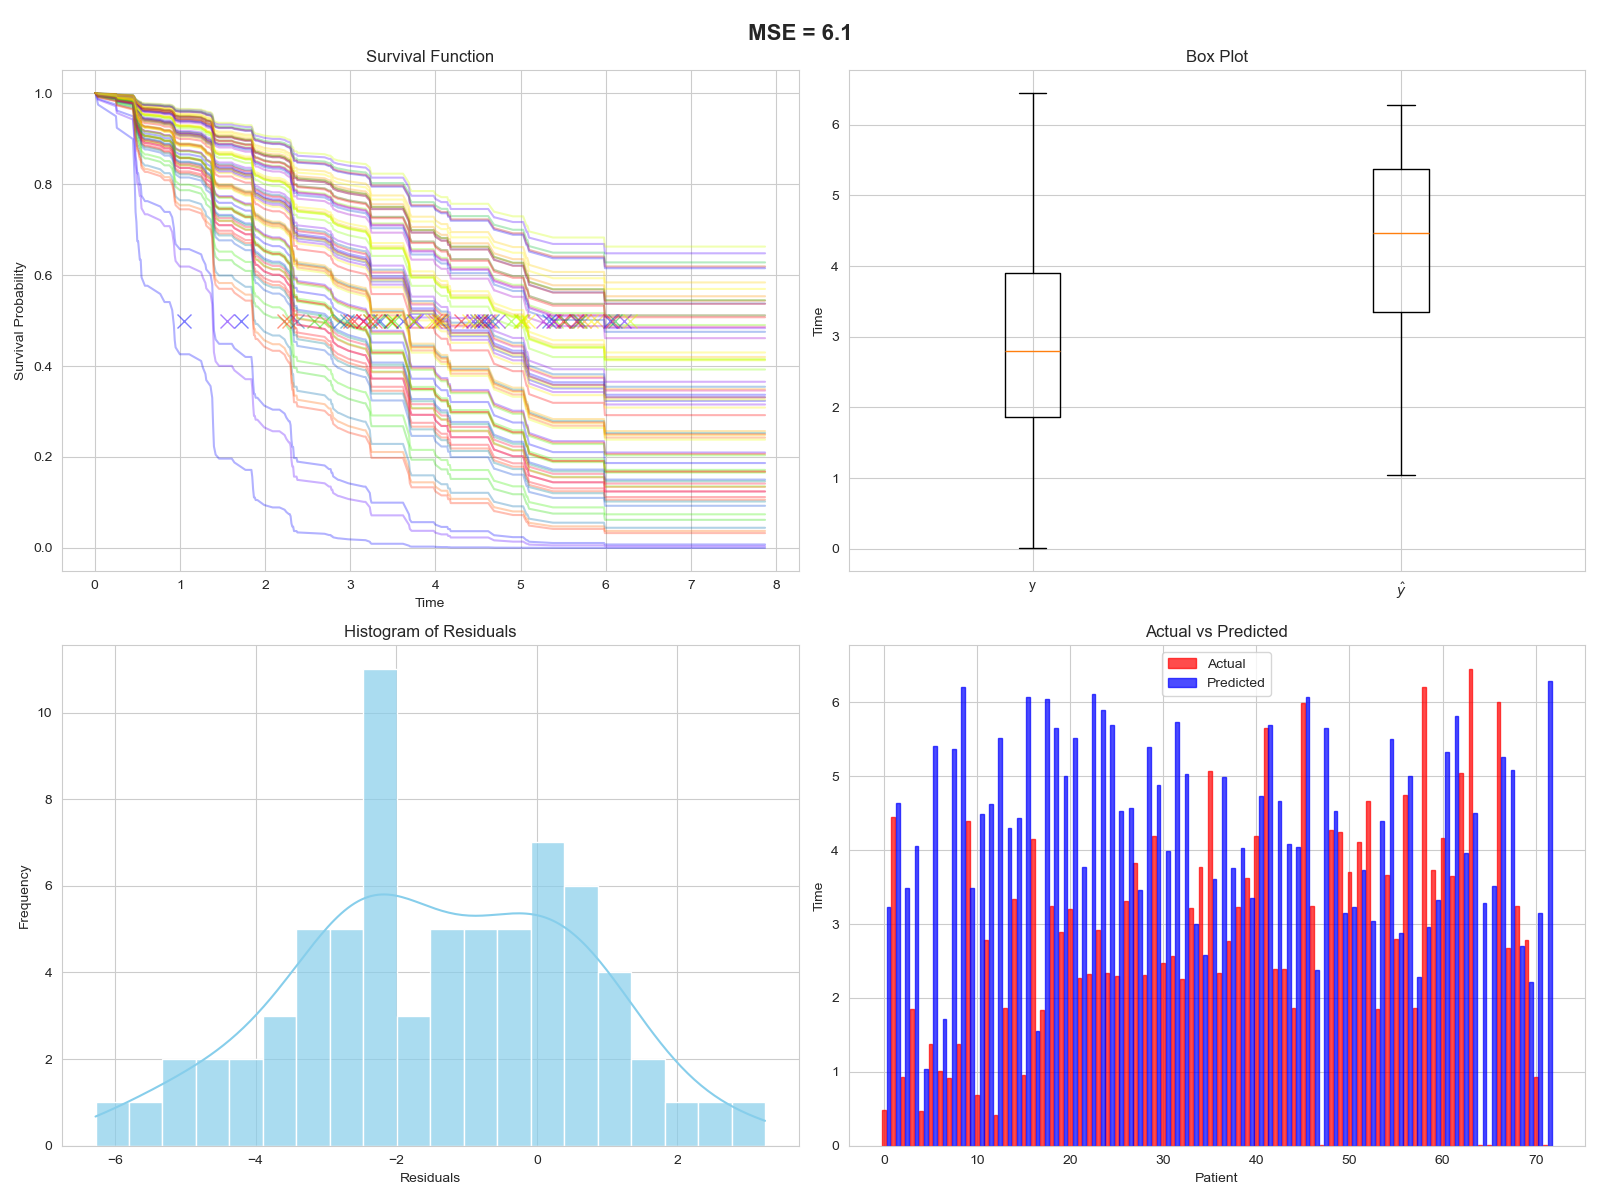 MSE = 6.1
Survival Function
Survival Probability
1.0
0.8
0.6
0.4
0.2
0.0
0 1 2 3 4 5 6 7 8
Time
Box Plot
Time
6
5
4
3
2
1
0
y ŷ
Histogram of Residuals
Frequency
10
8
6
4
2
0
−6 −4 −2 0 2
Residuals
Actual vs Predicted
Actual
Predicted
Time
6
5
4
3
2
1
0
0 10 20 30 40 50 60 70
Patient